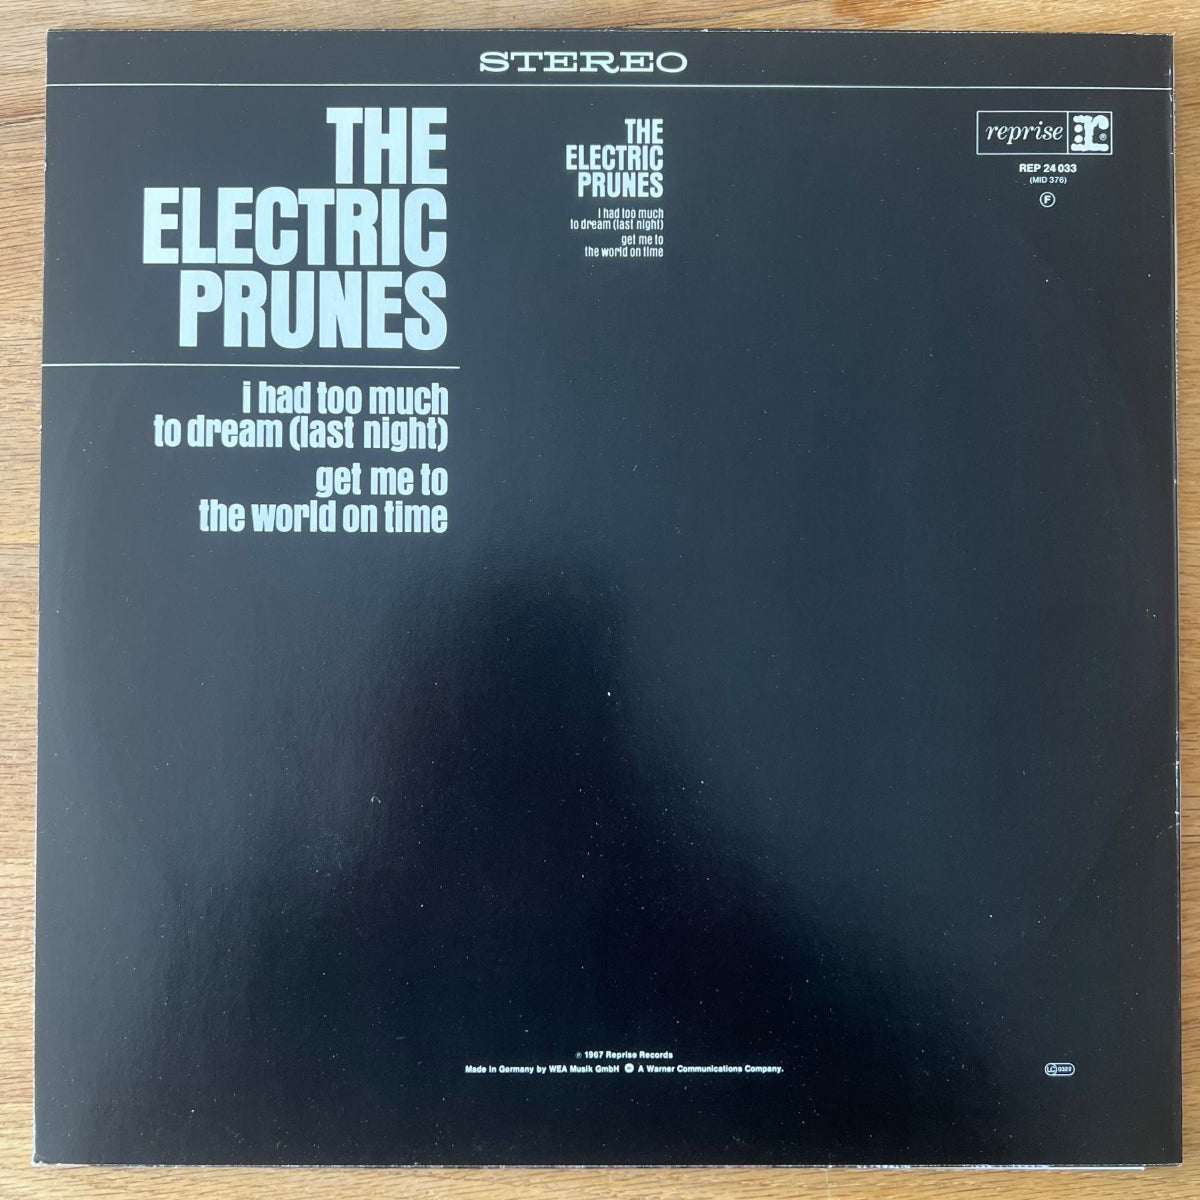 STEREO
THE
ELECTRIC
PRUNES
i had too much
to dream (last night)
get me to
the world on time
THE
ELECTRIC
PRUNES
i had too much
to dream (last night)
get me to
the world on time
reprise r ®
REP 24 033
(MID 376)
Ⓕ
℗ 1967 Reprise Records
Made in Germany by WEA Musik GmbH A Warner Communications Company.
LC 0322